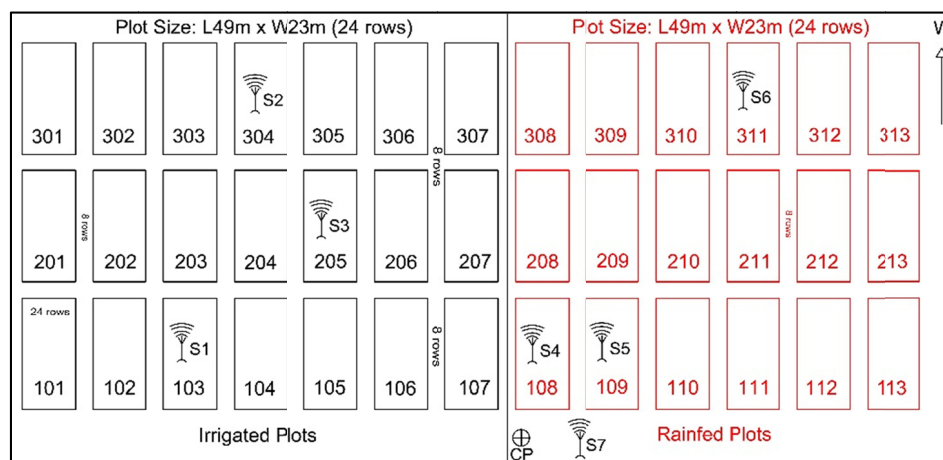 Plot Size: L49m x W23m (24 rows)
Plot Size: L49m x W23m (24 rows)
W
S2
S6
301 302 303 304 305 306 307
308 309 310 311 312 313
8 rows
8 rows
8 rows
S3
201 202 203 204 205 206 207
208 209 210 211 212 213
24 rows
8 rows
S1
S4
S5
101 102 103 104 105 106 107
108 109 110 111 112 113
Irrigated Plots
CP
S7
Rainfed Plots